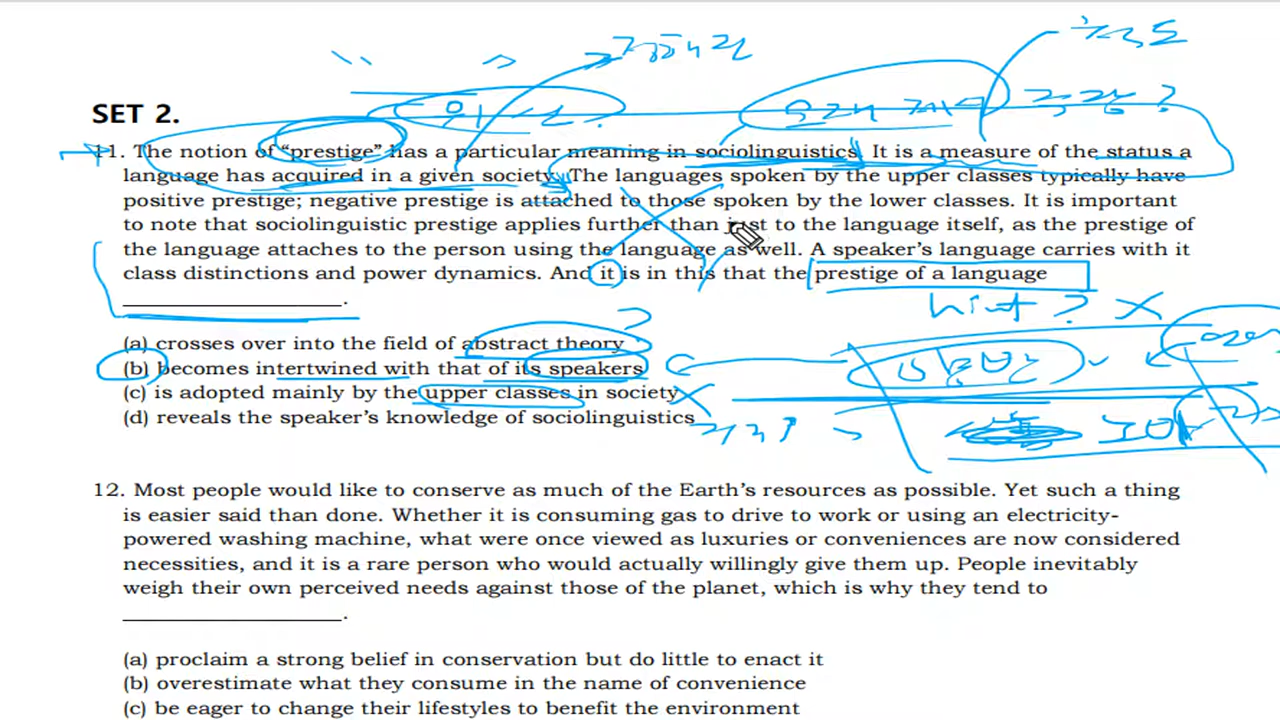 SET 2.
11. The notion of “prestige” has a particular meaning in sociolinguistics. It is a measure of the status a
language has acquired in a given society. The languages spoken by the upper classes typically have
positive prestige; negative prestige is attached to those spoken by the lower classes. It is important
to note that sociolinguistic prestige applies further than just to the language itself, as the prestige of
the language attaches to the person using the language as well. A speaker’s language carries with it
class distinctions and power dynamics. And it is in this that the prestige of a language
____________________.
hint ?
(a) crosses over into the field of abstract theory
(b) becomes intertwined with that of its speakers
(c) is adopted mainly by the upper classes in society
(d) reveals the speaker’s knowledge of sociolinguistics
12. Most people would like to conserve as much of the Earth’s resources as possible. Yet such a thing
is easier said than done. Whether it is consuming gas to drive to work or using an electricity-
powered washing machine, what were once viewed as luxuries or conveniences are now considered
necessities, and it is a rare person who would actually willingly give them up. People inevitably
weigh their own perceived needs against those of the planet, which is why they tend to
____________________.
(a) proclaim a strong belief in conservation but do little to enact it
(b) overestimate what they consume in the name of convenience
(c) be eager to change their lifestyles to benefit the environment